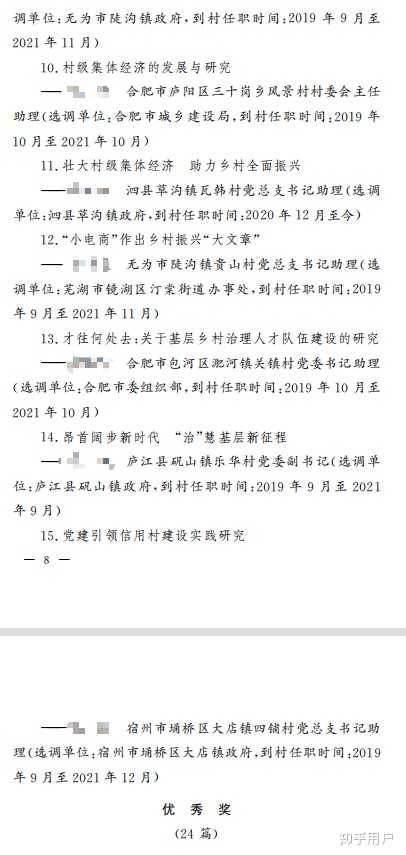 调单位:无为市陡沟镇政府,到村任职时间:2019 年 9 月至
2021 年 11 月)
10.村级集体经济的发展与研究
—— 合肥市庐阳区三十岗乡风景村村委会主任
助理(选调单位:合肥市城乡建设局,到村任职时间:2019 年
10 月至 2021 年 10 月)
11.壮大村级集体经济 助力乡村全面振兴
—— 泗县草沟镇瓦韩村党总支书记助理(选调
单位:泗县草沟镇政府,到村任职时间:2020 年 12 月至今)
12.“小电商”作出乡村振兴“大文章”
—— 无为市陡沟镇贵山村党总支书记助理(选
调单位:芜湖市镜湖区汀棠街道办事处,到村任职时间:2019
年 9 月至 2021 年 11 月)
13.才往何处去:关于基层乡村治理人才队伍建设的研究
—— 合肥市包河区淝河镇关镇村党委书记助理
(选调单位:合肥市委组织部,到村任职时间:2019 年 10 月至
2021 年 10 月)
14.昂首阔步新时代 “治”慧基层新征程
—— 庐江县矾山镇乐华村党委副书记(选调单
位:庐江县矾山镇政府,到村任职时间:2019 年 9 月至 2021
年 9 月)
15.党建引领信用村建设实践研究
— 8 —
—— 宿州市埇桥区大店镇四铺村党总支书记助
理(选调单位:宿州市埇桥区大店镇政府,到村任职时间:2019
年 9 月至 2021 年 12 月)
优 秀 奖
(24 篇)
知乎用户